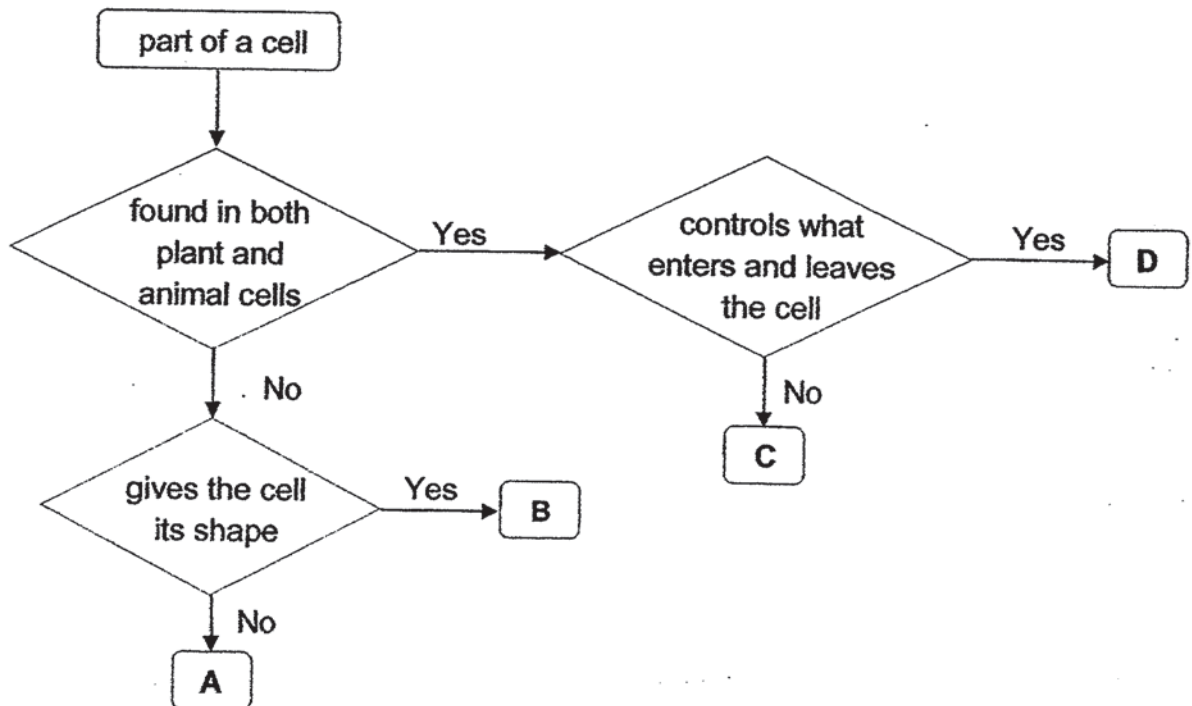 part of a cell
found in both
plant and
animal cells
Yes
controls what
enters and leaves
the cell
Yes
D
No
No
C
gives the cell
its shape
Yes
B
No
A